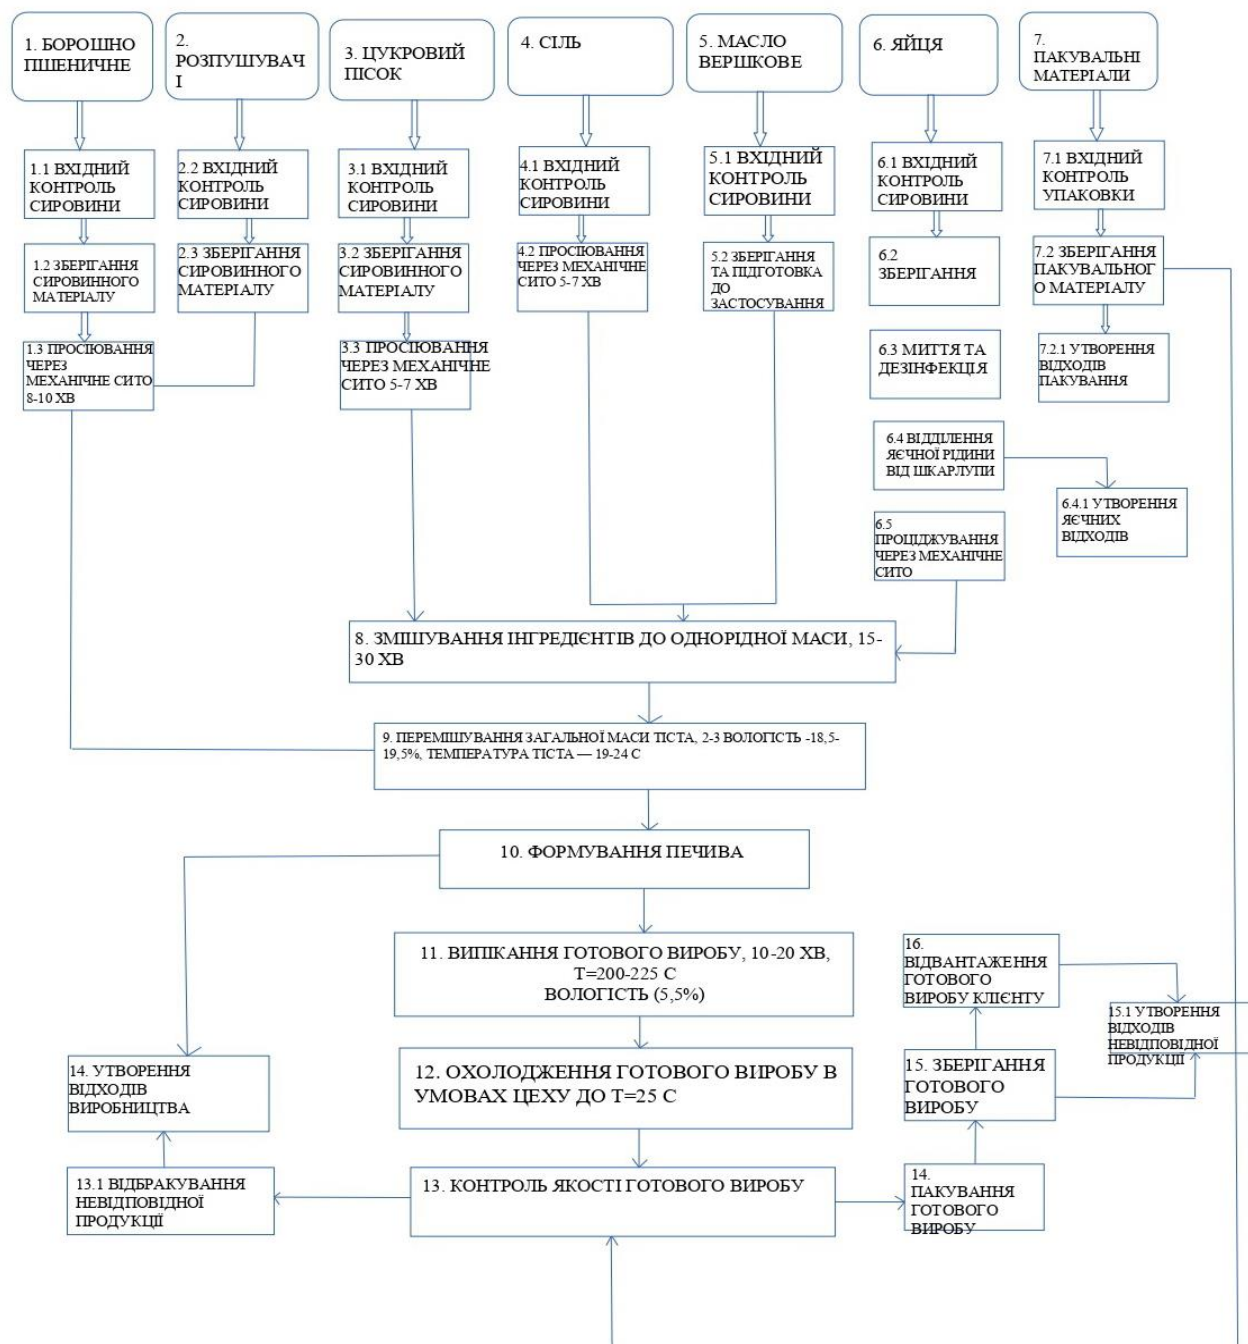 1. БОРОШНО
ПШЕНИЧНЕ
2.
РОЗПУШУВАЧ
І
3. ЦУКРОВИЙ
ПІСОК
4. СІЛЬ
5. МАСЛО
ВЕРШКОВЕ
6. ЯЙЦЯ
7.
ПАКУВАЛЬНІ
МАТЕРІАЛИ
1.1 ВХІДНИЙ
КОНТРОЛЬ
СИРОВИНИ
2.2 ВХІДНИЙ
КОНТРОЛЬ
СИРОВИНИ
3.1 ВХІДНИЙ
КОНТРОЛЬ
СИРОВИНИ
4.1 ВХІДНИЙ
КОНТРОЛЬ
СИРОВИНИ
5.1 ВХІДНИЙ
КОНТРОЛЬ
СИРОВИНИ
6.1 ВХІДНИЙ
КОНТРОЛЬ
СИРОВИНИ
7.1 ВХІДНИЙ
КОНТРОЛЬ
УПАКОВКИ
1.2 ЗБЕРІГАННЯ
СИРОВИННОГО
МАТЕРІАЛУ
2.3 ЗБЕРІГАННЯ
СИРОВИННОГО
МАТЕРІАЛУ
3.2 ЗБЕРІГАННЯ
СИРОВИННОГО
МАТЕРІАЛУ
4.2 ПРОСІЮВАННЯ
ЧЕРЕЗ МЕХАНІЧНЕ
СИТО 5-7 ХВ
5.2 ЗБЕРІГАННЯ
ТА ПІДГОТОВКА
ДО
ЗАСТОСУВАННЯ
6.2
ЗБЕРІГАННЯ
7.2 ЗБЕРІГАННЯ
ПАКУВАЛЬНОГ
О МАТЕРІАЛУ
1.3 ПРОСІЮВАННЯ
ЧЕРЕЗ
МЕХАНІЧНЕ СИТО
8-10 ХВ
3.3 ПРОСІЮВАННЯ
ЧЕРЕЗ МЕХАНІЧНЕ
СИТО 5-7 ХВ
6.3 МИТТЯ ТА
ДЕЗІНФЕКЦІЯ
7.2.1 УТВОРЕННЯ
ВІДХОДІВ
ПАКУВАННЯ
6.4 ВІДДІЛЕННЯ
ЯЄЧНОЇ РІДИНИ
ВІД ШКАРЛУПИ
6.4.1 УТВОРЕННЯ
ЯЄЧНИХ
ВІДХОДІВ
6.5
ПРОЦІДЖУВАННЯ
ЧЕРЕЗ МЕХАНІЧНЕ
СИТО
8. ЗМІШУВАННЯ ІНГРЕДІЄНТІВ ДО ОДНОРІДНОЇ МАСИ, 15-
30 ХВ
9. ПЕРЕМІШУВАННЯ ЗАГАЛЬНОЇ МАСИ ТІСТА, 2-3 ВОЛОГІСТЬ -18,5-
19,5%, ТЕМПЕРАТУРА ТІСТА — 19-24 С
10. ФОРМУВАННЯ ПЕЧИВА
11. ВИПІКАННЯ ГОТОВОГО ВИРОБУ, 10-20 ХВ,
Т=200-225 С
ВОЛОГІСТЬ (5,5%)
16.
ВІДВАНТАЖЕННЯ
ГОТОВОГО
ВИРОБУ КЛІЄНТУ
15.1 УТВОРЕННЯ
ВІДХОДІВ
НЕВІДПОВІДНОЇ
ПРОДУКЦІЇ
14. УТВОРЕННЯ
ВІДХОДІВ
ВИРОБНИЦТВА
12. ОХОЛОДЖЕННЯ ГОТОВОГО ВИРОБУ В
УМОВАХ ЦЕХУ ДО Т=25 С
15. ЗБЕРІГАННЯ
ГОТОВОГО
ВИРОБУ
13.1 ВІДБРАКУВАННЯ
НЕВІДПОВІДНОЇ
ПРОДУКЦІЇ
13. КОНТРОЛЬ ЯКОСТІ ГОТОВОГО ВИРОБУ
14.
ПАКУВАННЯ
ГОТОВОГО
ВИРОБУ